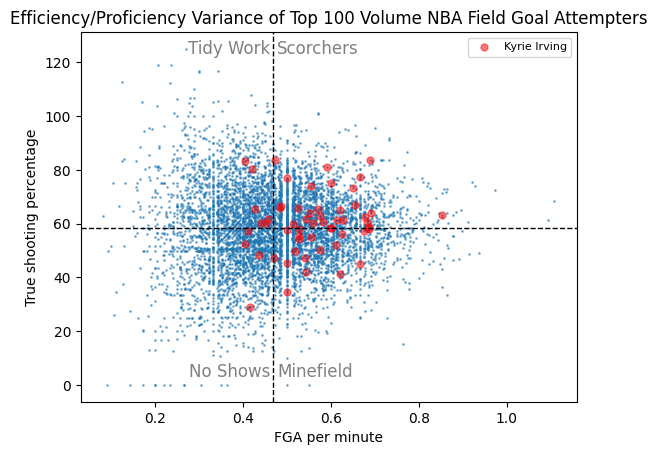 Efficiency/Proficiency Variance of Top 100 Volume NBA Field Goal Attempters
Tidy Work
Scorchers
Kyrie Irving
120
100
80
60
40
20
0
True shooting percentage
No Shows
Minefield
0.2
0.4
0.6
0.8
1.0
FGA per minute